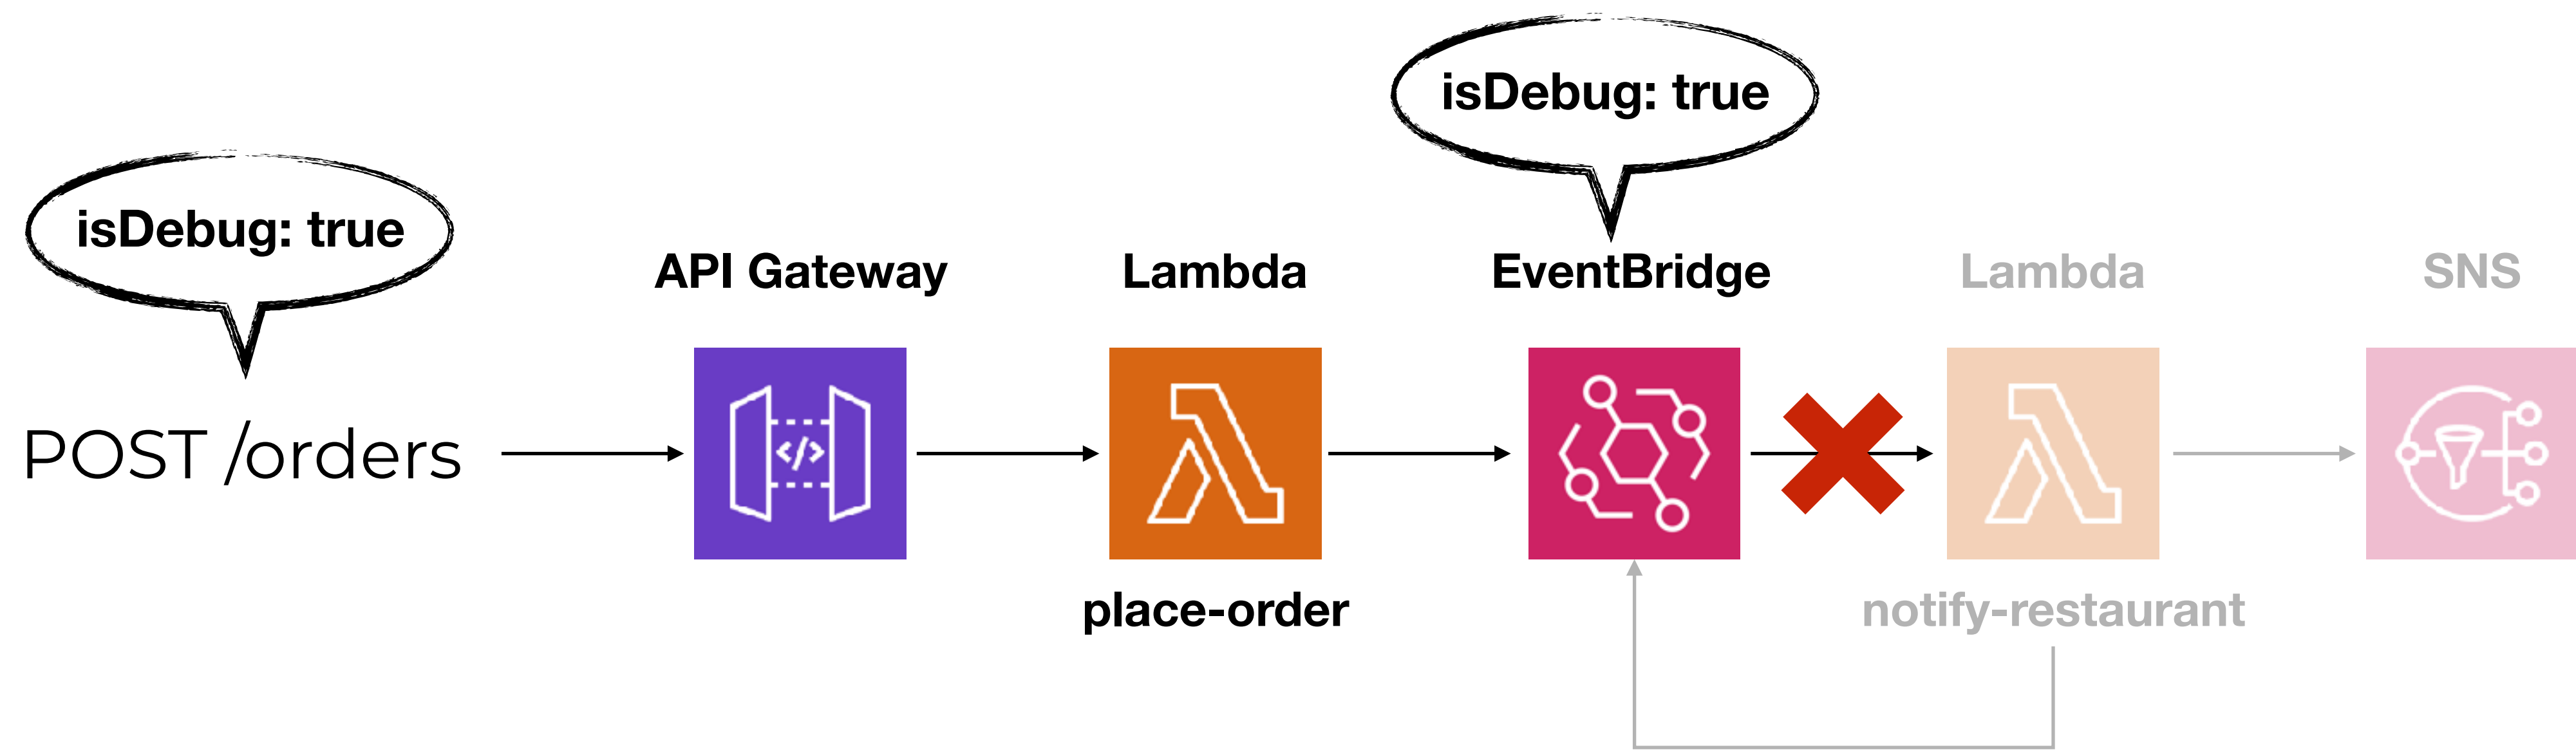 isDebug: true
isDebug: true
API Gateway
Lambda
EventBridge
Lambda
SNS
POST /orders
</>
place-order
notify-restaurant